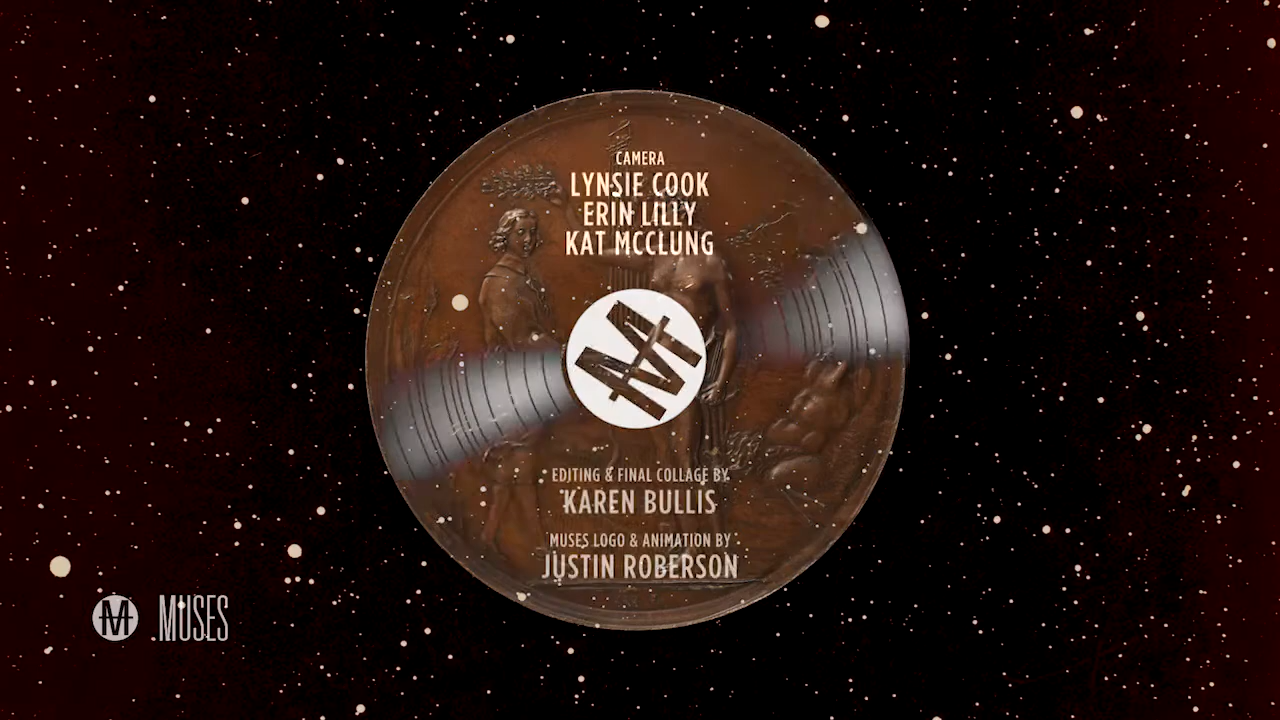 CAMERA
LYNSIE COOK
ERIN LILLY
KAT MCCLUNG
M
EDITING & FINAL COLLAGE BY
KAREN BULLIS
MUSES LOGO & ANIMATION BY
JUSTIN ROBERSON
M .MUSES